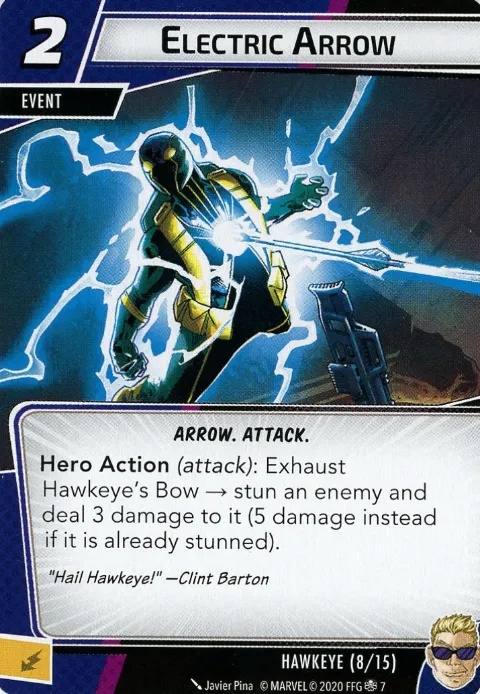 2
ELECTRIC ARROW
EVENT
ARROW. ATTACK.
Hero Action (attack): Exhaust
Hawkeye's Bow → stun an enemy and
deal 3 damage to it (5 damage instead
if it is already stunned).
"Hail Hawkeye!" —Clint Barton
HAWKEYE (8/15)
Javier Pina © MARVEL © 2020 FFG 7